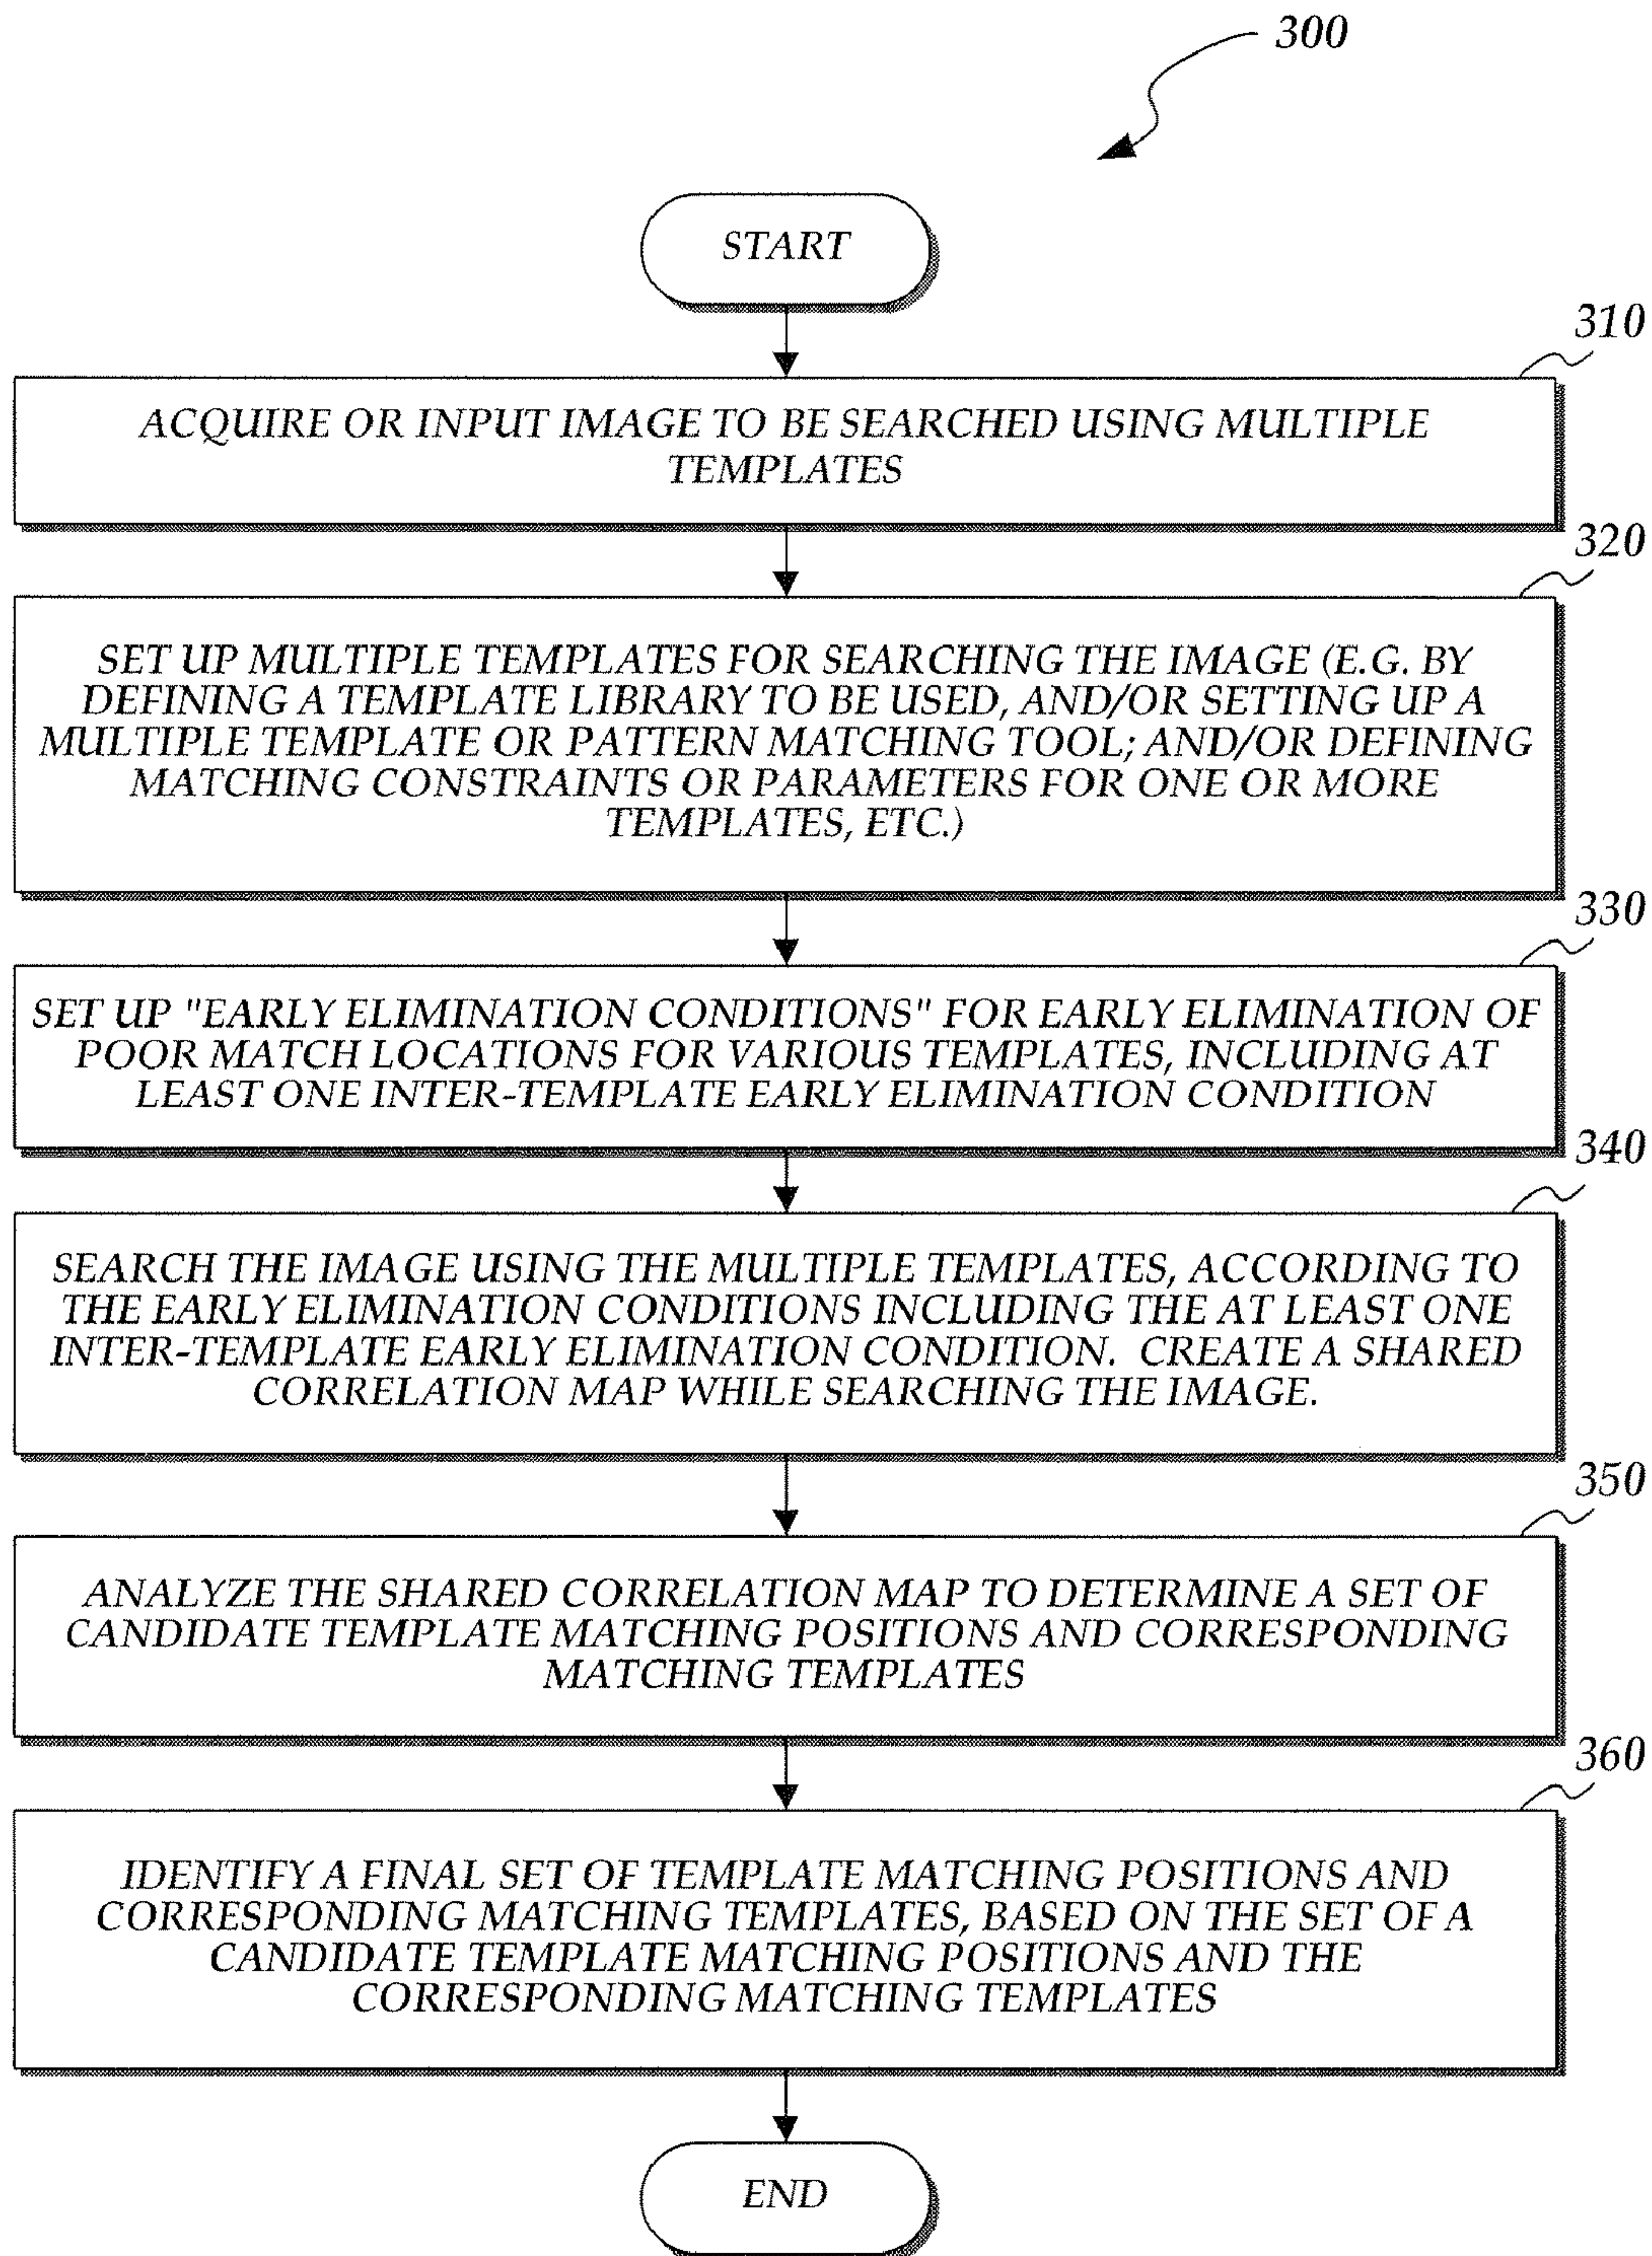 300
START
310
ACQUIRE OR INPUT IMAGE TO BE SEARCHED USING MULTIPLE
TEMPLATES
320
SET UP MULTIPLE TEMPLATES FOR SEARCHING THE IMAGE (E.G. BY
DEFINING A TEMPLATE LIBRARY TO BE USED, AND/OR SETTING UP A
MULTIPLE TEMPLATE OR PATTERN MATCHING TOOL; AND/OR DEFINING
MATCHING CONSTRAINTS OR PARAMETERS FOR ONE OR MORE
TEMPLATES, ETC.)
330
SET UP "EARLY ELIMINATION CONDITIONS" FOR EARLY ELIMINATION OF
POOR MATCH LOCATIONS FOR VARIOUS TEMPLATES, INCLUDING AT
LEAST ONE INTER-TEMPLATE EARLY ELIMINATION CONDITION
340
SEARCH THE IMAGE USING THE MULTIPLE TEMPLATES, ACCORDING TO
THE EARLY ELIMINATION CONDITIONS INCLUDING THE AT LEAST ONE
INTER-TEMPLATE EARLY ELIMINATION CONDITION. CREATE A SHARED
CORRELATION MAP WHILE SEARCHING THE IMAGE.
350
ANALYZE THE SHARED CORRELATION MAP TO DETERMINE A SET OF
CANDIDATE TEMPLATE MATCHING POSITIONS AND CORRESPONDING
MATCHING TEMPLATES
360
IDENTIFY A FINAL SET OF TEMPLATE MATCHING POSITIONS AND
CORRESPONDING MATCHING TEMPLATES, BASED ON THE SET OF A
CANDIDATE TEMPLATE MATCHING POSITIONS AND THE
CORRESPONDING MATCHING TEMPLATES
END